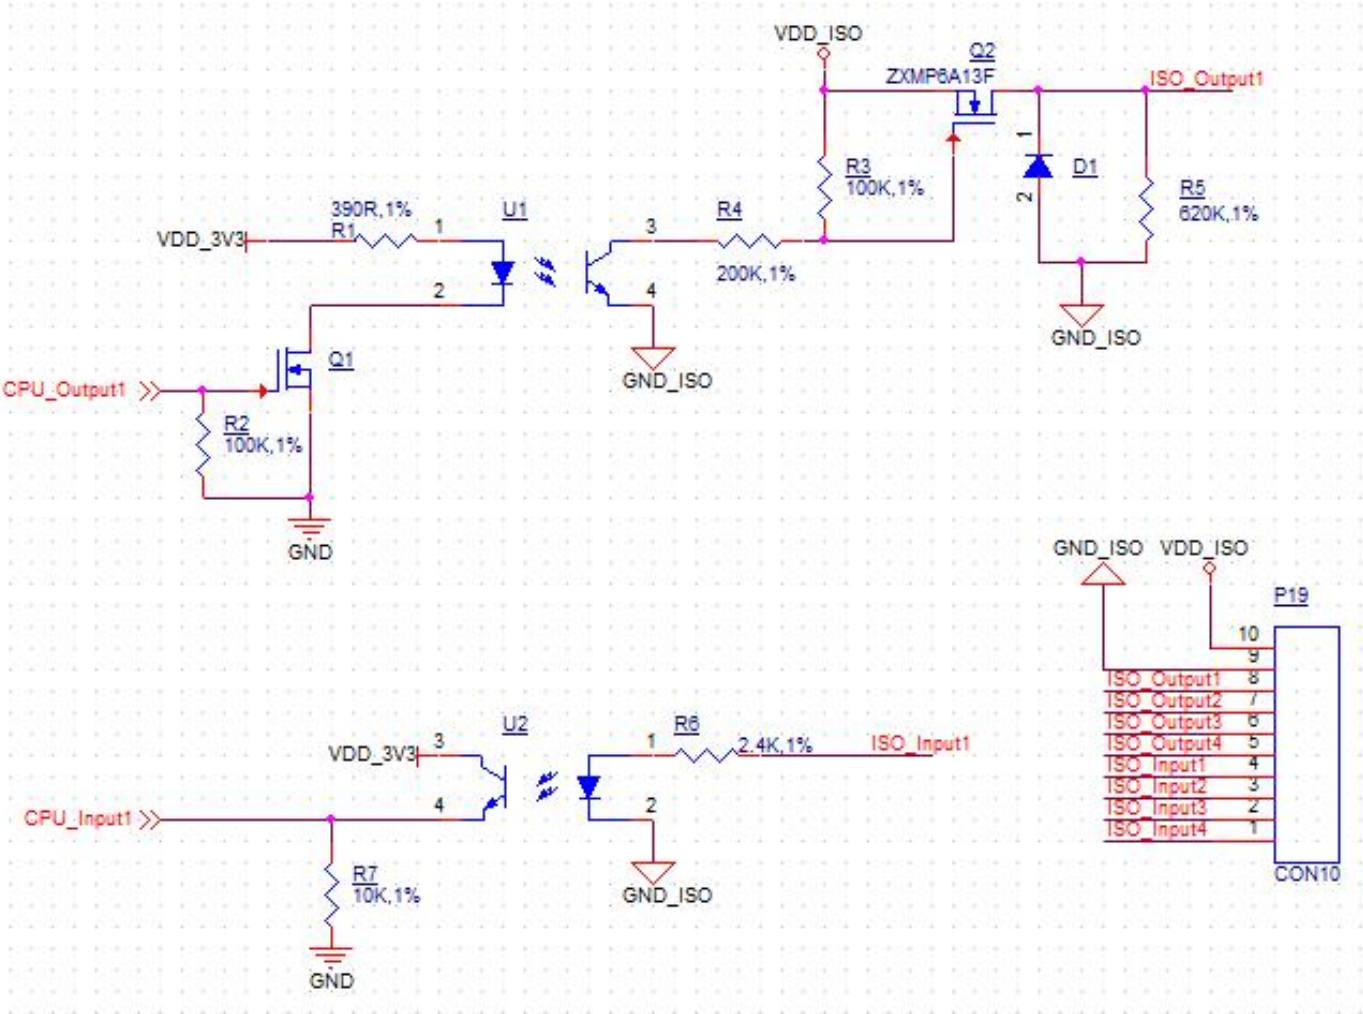 VDD_ISO
Q2
ZXMP6A13F
ISO_Output1
1
R3
100K,1%
D1
2
R5
620K,1%
GND_ISO
390R,1%
R1
VDD_3V3
1
U1
2
3
4
R4
200K,1%
GND_ISO
Q1
CPU_Output1
R2
100K,1%
GND
GND_ISO
VDD_ISO
P19
10
9
ISO_Output1 8
ISO_Output2 7
ISO_Output3 6
ISO_Output4 5
ISO_Input1 4
ISO_Input2 3
ISO_Input3 2
ISO_Input4 1
CON10
U2
VDD_3V3
3
4
1
2
R6
2.4K,1%
ISO_Input1
GND_ISO
CPU_Input1
R7
10K,1%
GND